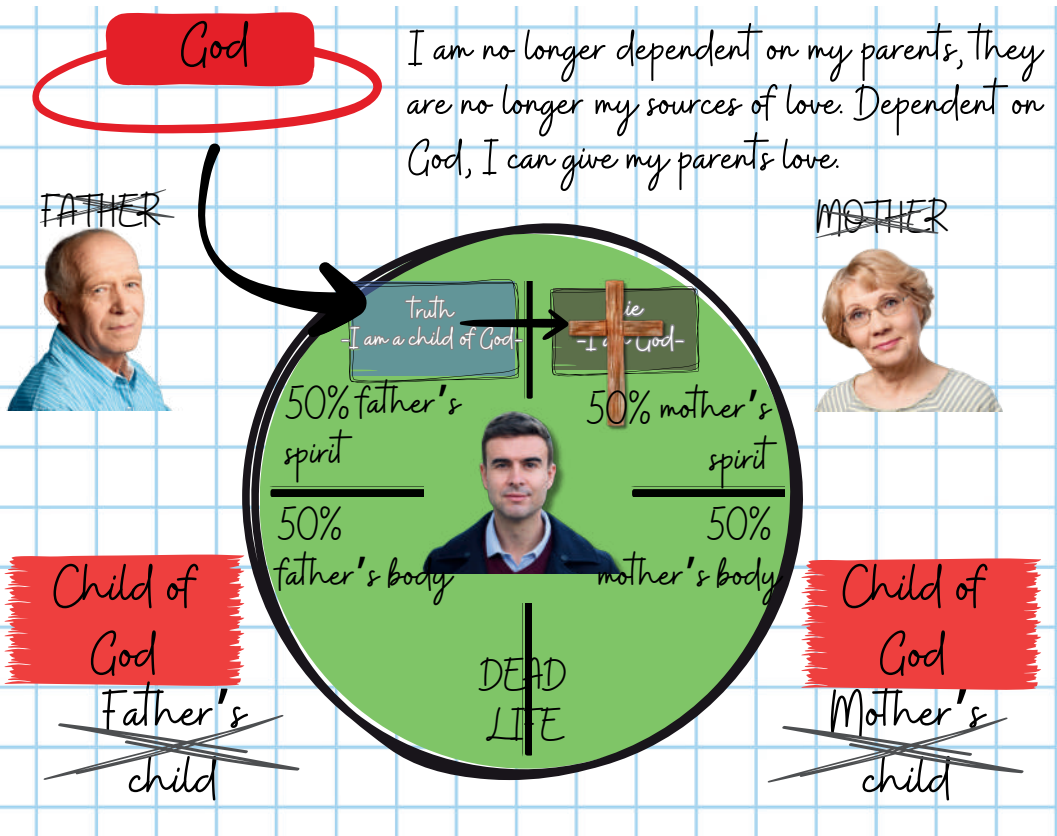 God
I am no longer dependent on my parents, they
are no longer my sources of love. Dependent on
God, I can give my parents love.
FATHER
MOTHER
truth
-I am a child of God-
lie
-I am God-
50% father's
spirit
50% mother's
spirit
50%
father's body
50%
mother's body
Child of
God
Father's
child
Child of
God
Mother's
child
DEAD
LIFE